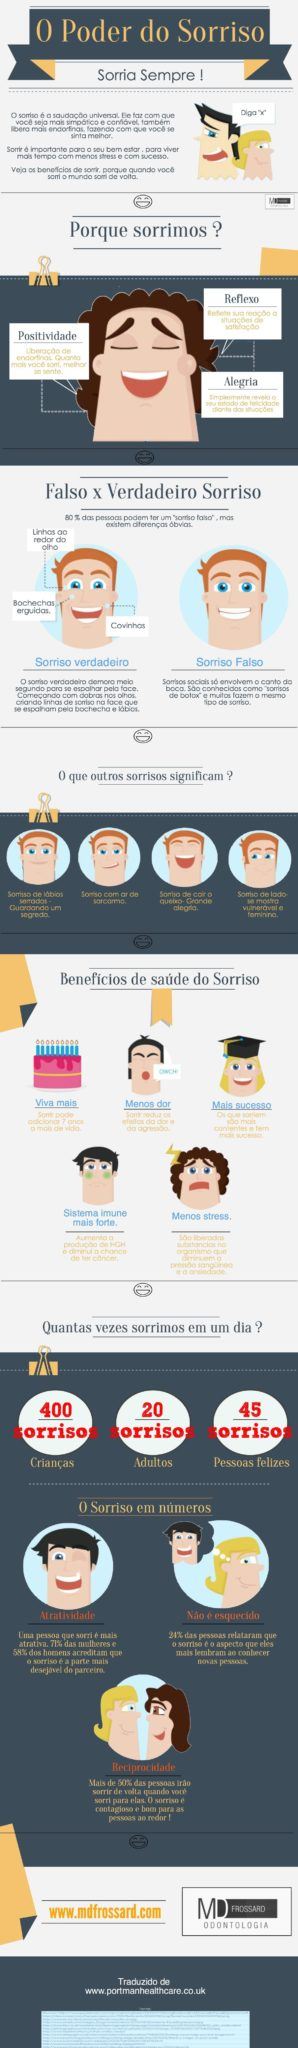 O Poder do Sorriso
Sorria Sempre !
O sorriso é a saudação universal. Ele faz com que
você seja mais simpático e confiável, também
libera mais endorfinas, fazendo com que você se
sinta melhor.
Sorrir é importante para o seu bem estar , para viver
mais tempo com menos stress e com sucesso.
Veja os benefícios de sorrir, porque quando você
sorri o mundo sorri de volta.
Diga "x"
MD FROSSARD
ODONTOLOGIA
Porque sorrimos ?
Reflexo
Reflete sua reação a
situações de
satisfação
Positividade
Liberação de
endorfinas. Quanto
mais você sorri, melhor
se sente.
Alegria
Simplesmente revela o
seu estado de felicidade
diante das situações
Falso x Verdadeiro Sorriso
80 % das pessoas podem ter um "sorriso falso" , mas
existem diferenças óbvias.
Linhas ao
redor do
olho
Bochechas
erguidas.
Covinhas
Sorriso verdadeiro
O sorriso verdadeiro demora meio
segundo para se espalhar pela face.
Começando com dobras nos olhos,
criando linhas de sorriso na face que
se espalham pela bochecha e lábios.
Sorriso Falso
Sorrisos sociais só envolvem o canto da
boca. São conhecidos como "sorrisos
de botox" e muitas fazem o mesmo
tipo de sorriso.
O que outros sorrisos significam ?
Sorriso de lábios
serrados -
Guardando um
segredo.
Sorriso com ar de
sarcarmo.
Sorriso de cair o
queixo- Grande
alegria.
Sorriso de lado-
se mostra
vulnerável e
feminino.
Benefícios de saúde do Sorriso
OWCH!
Viva mais
Sorrir pode
adicionar 7 anos
a mais de vida.
Menos dor
Sorrir reduz os
efeitos da dor e
da agressão.
Mais sucesso
Os que sorriem
são mais
confiantes e tem
mais sucesso.
Sistema imune
mais forte.
Aumenta a
produção de HGH
e diminui a chance
de ter câncer.
Menos stress.
São liberadas
substancias no
organismo que
diminuem a
pressão sanguinea
e a ansiedade.
Quantas vezes sorrimos em um dia ?
400
sorrisos
Crianças
20
sorrisos
Adultos
45
sorrisos
Pessoas felizes
O Sorriso em números
Atratividade
Uma pessoa que sorri é mais
atrativa. 71% das mulheres e
58% dos homens acreditam que
o sorriso é a parte mais
desejável do parceiro.
Não é esquecido
24% das pessoas relataram que
o sorriso é o aspecto que eles
mais lembram ao conhecer
novas pessoas.
Reciprocidade
Mais de 50% das pessoas irão
sorrir de volta quando você
sorri para elas. O sorriso é
contagioso e bom para as
pessoas ao redor !
www.mdfrossard.com
MD FROSSARD
ODONTOLOGIA
Traduzido de
www.portmanhealthcare.co.uk